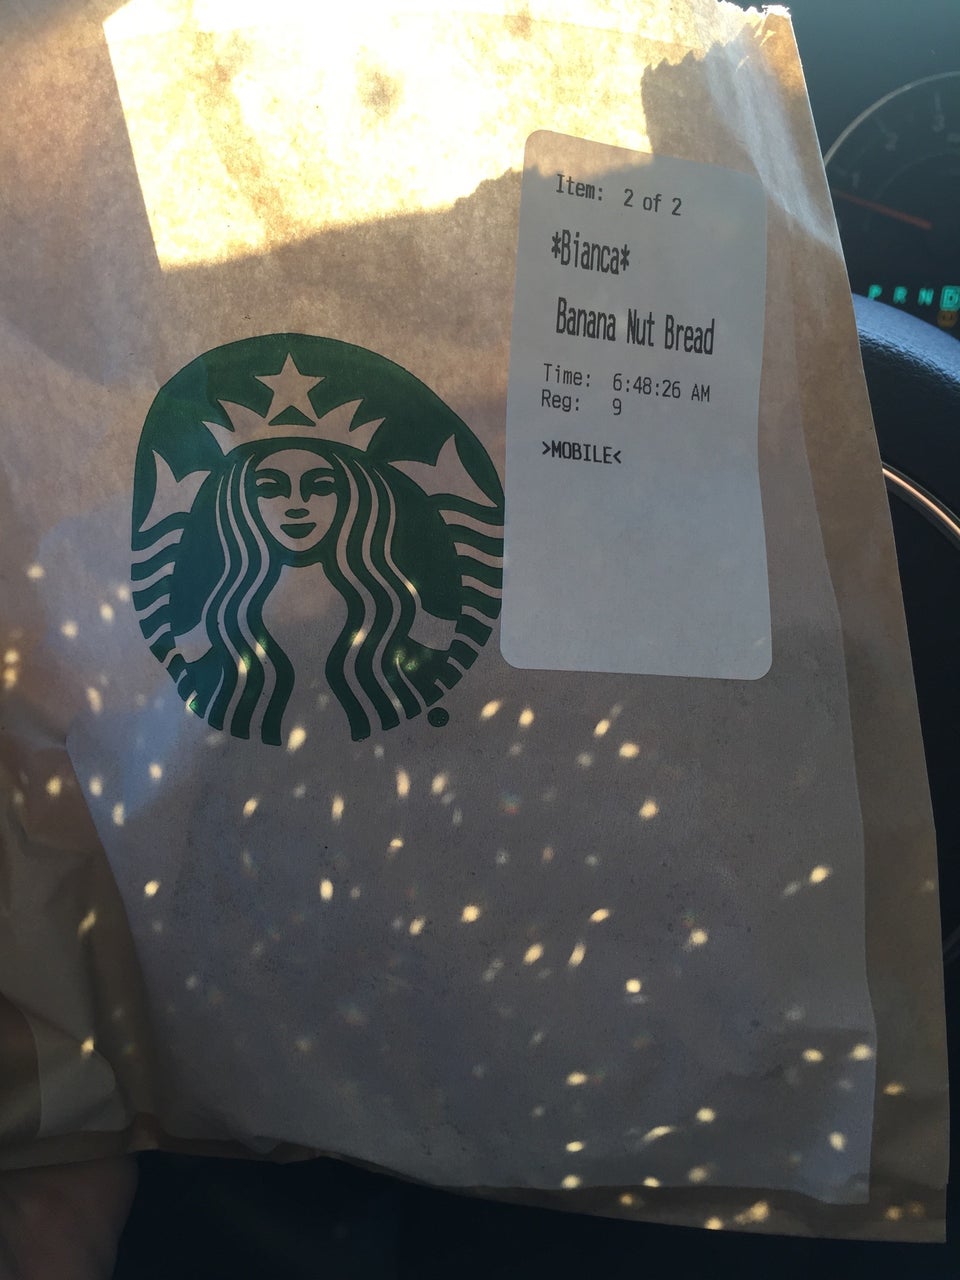 Item: 2 of 2
*Bianca*
Banana Nut Bread
Time: 6:48:26 AM
Reg: 9
>MOBILE<
P R N D